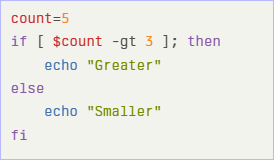 count=5
if [ $count -gt 3 ]; then
    echo "Greater"
else
    echo "Smaller"
fi